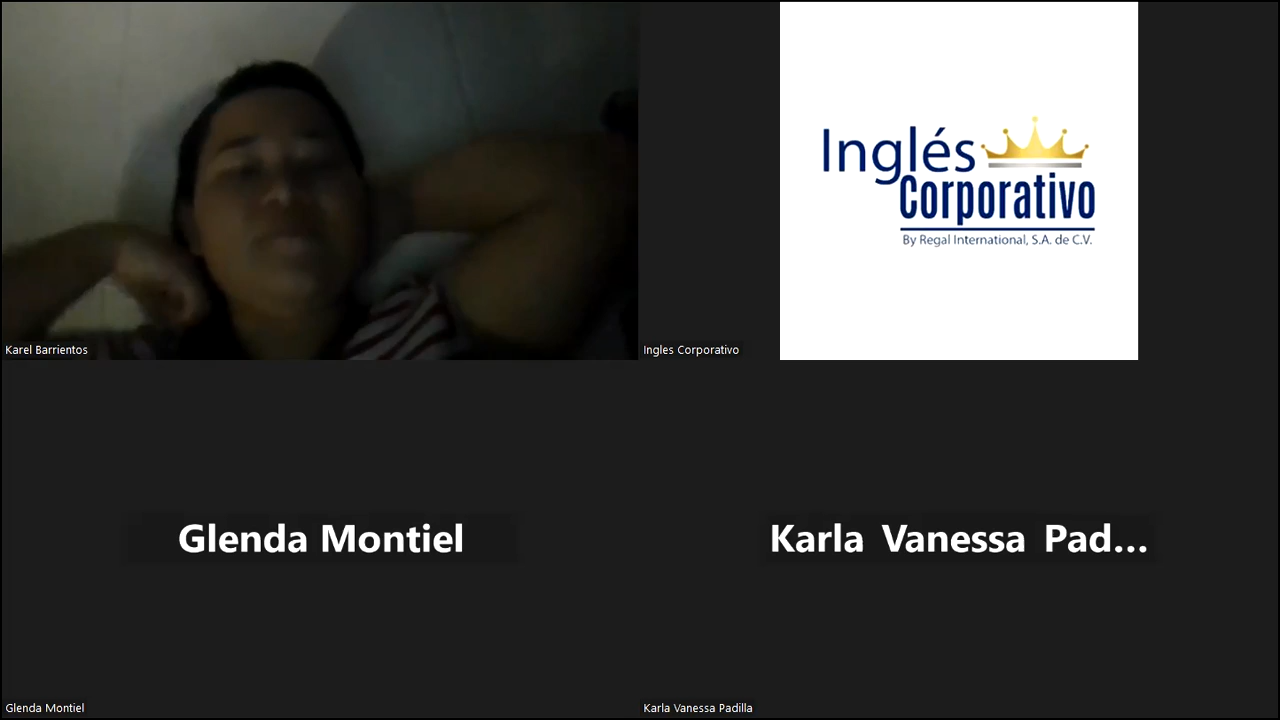 Inglés
Corporativo
By Regal International, S.A. de C.V.
Karel Barrientos
Ingles Corporativo
Glenda Montiel
Karla Vanessa Pad...
Glenda Montiel
Karla Vanessa Padilla